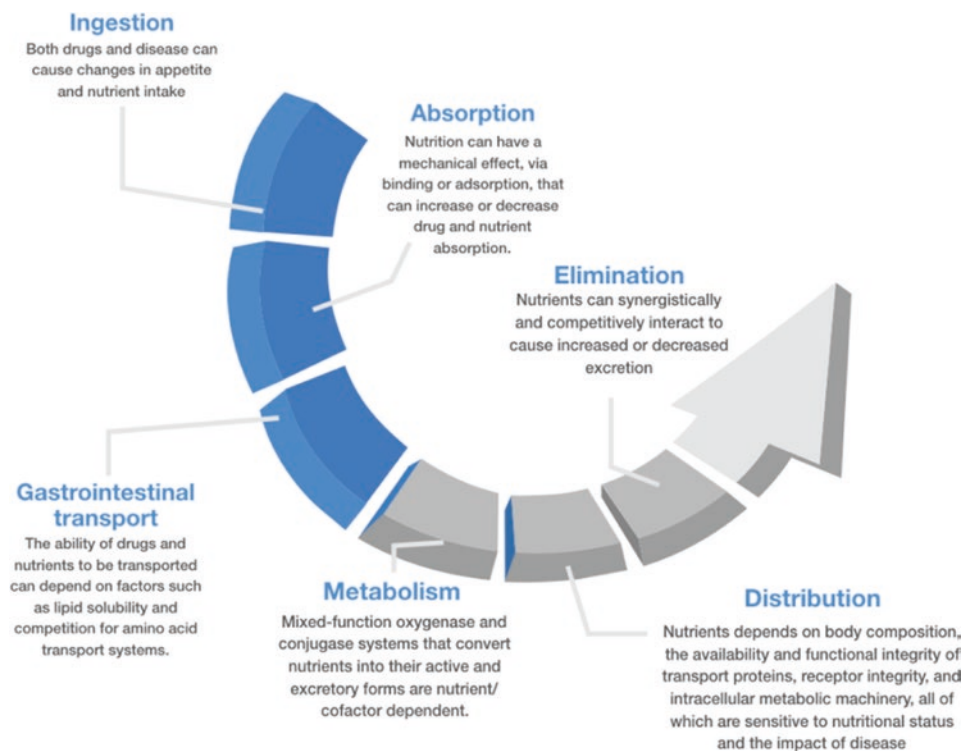 Ingestion
Both drugs and disease can
cause changes in appetite
and nutrient intake
Absorption
Nutrition can have a
mechanical effect, via
binding or adsorption, that
can increase or decrease
drug and nutrient
absorption.
Elimination
Nutrients can synergistically
and competitively interact to
cause increased or decreased
excretion
Gastrointestinal
transport
The ability of drugs and
nutrients to be transported
can depend on factors such
as lipid solubility and
competition for amino acid
transport systems.
Metabolism
Mixed-function oxygenase and
conjugase systems that convert
nutrients into their active and
excretory forms are nutrient/
cofactor dependent.
Distribution
Nutrients depends on body composition,
the availability and functional integrity of
transport proteins, receptor integrity, and
intracellular metabolic machinery, all of
which are sensitive to nutritional status
and the impact of disease